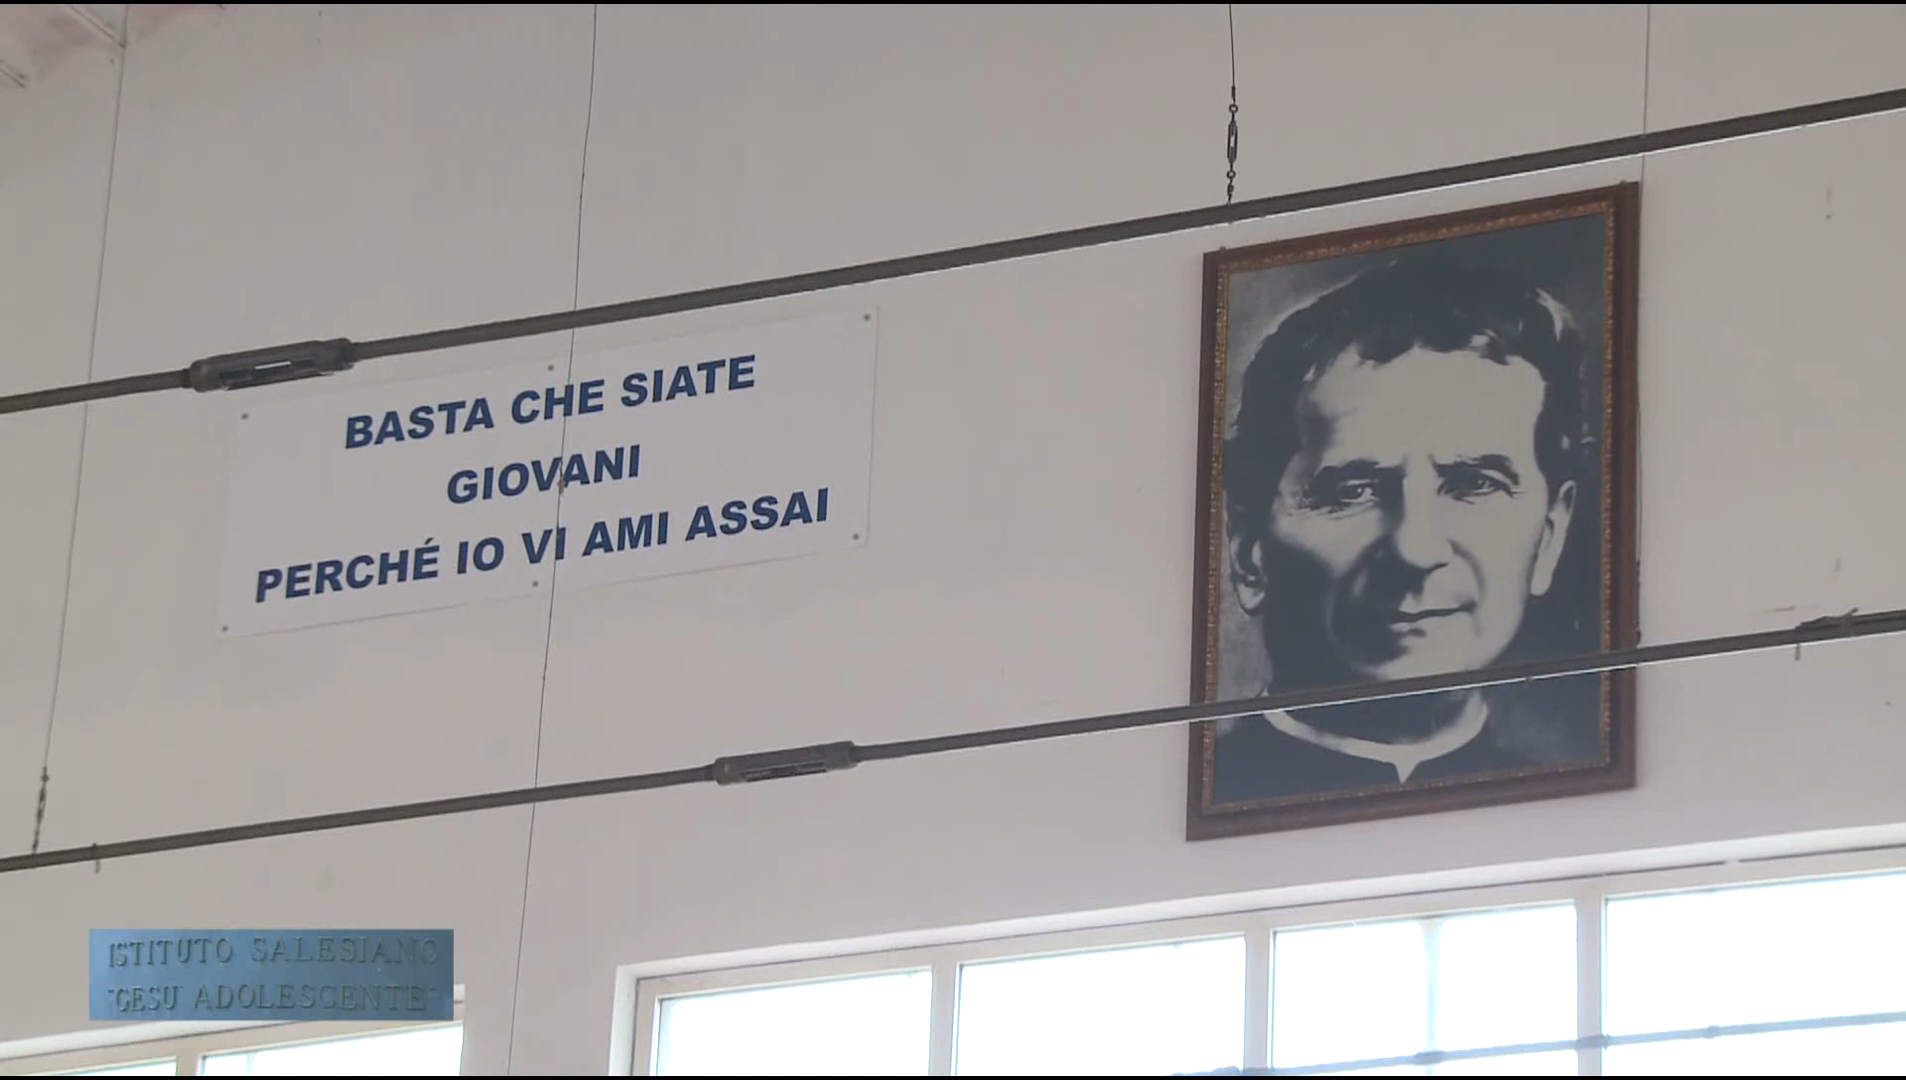 BASTA CHE SIATE
GIOVANI
PERCHÉ IO VI AMI ASSAI
ISTITUTO SALESIANO
"GESU' ADOLESCENTE"